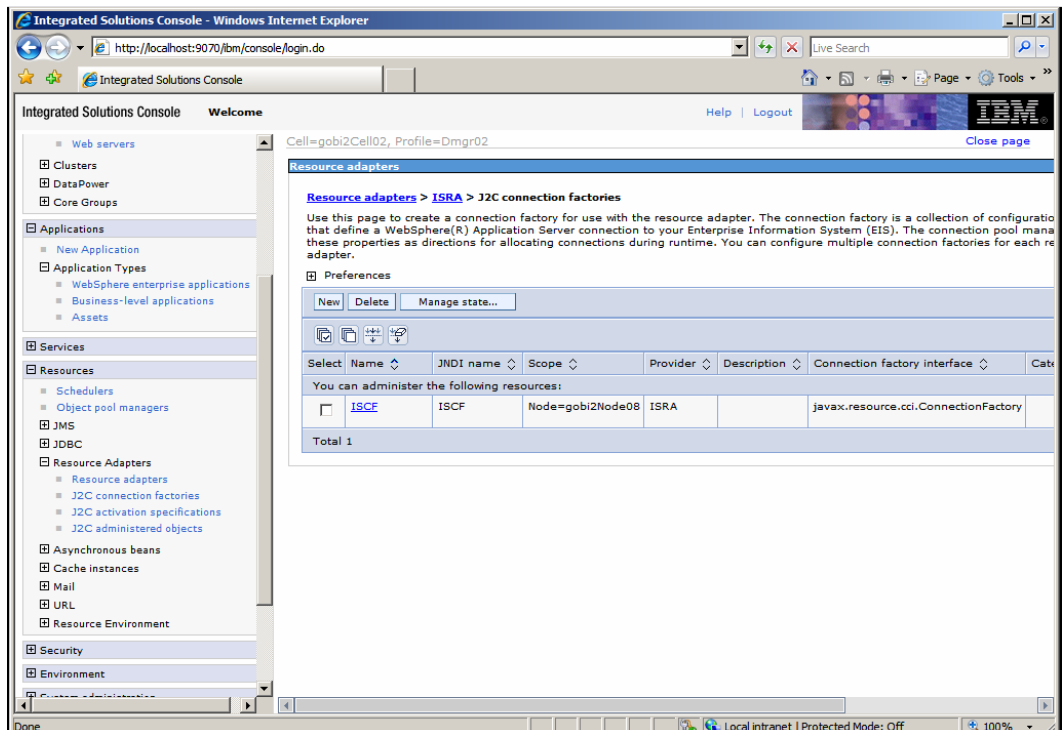 Integrated Solutions Console - Windows Internet Explorer
http://localhost:9070/ibm/console/login.do
Live Search
Integrated Solutions Console
Page
Tools
Integrated Solutions Console Welcome
Help | Logout
IBM®
Web servers
Clusters
DataPower
Core Groups
Applications
New Application
Application Types
WebSphere enterprise applications
Business-level applications
Assets
Services
Resources
Schedulers
Object pool managers
JMS
JDBC
Resource Adapters
Resource adapters
J2C connection factories
J2C activation specifications
J2C administered objects
Asynchronous beans
Cache instances
Mail
URL
Resource Environment
Security
Environment
System administration
Cell=gobi2Cell02, Profile=Dmgr02
Close page
Resource adapters
Resource adapters > ISRA > J2C connection factories
Use this page to create a connection factory for use with the resource adapter. The connection factory is a collection of configuratio
that define a WebSphere(R) Application Server connection to your Enterprise Information System (EIS). The connection pool mana
these properties as directions for allocating connections during runtime. You can configure multiple connection factories for each re
adapter.
Preferences
New Delete Manage state...
Select Name JNDI name Scope Provider Description Connection factory interface Cate
You can administer the following resources:
ISCF ISCF Node=gobi2Node08 ISRA javax.resource.cci.ConnectionFactory
Total 1
Done
Local intranet | Protected Mode: Off
100%